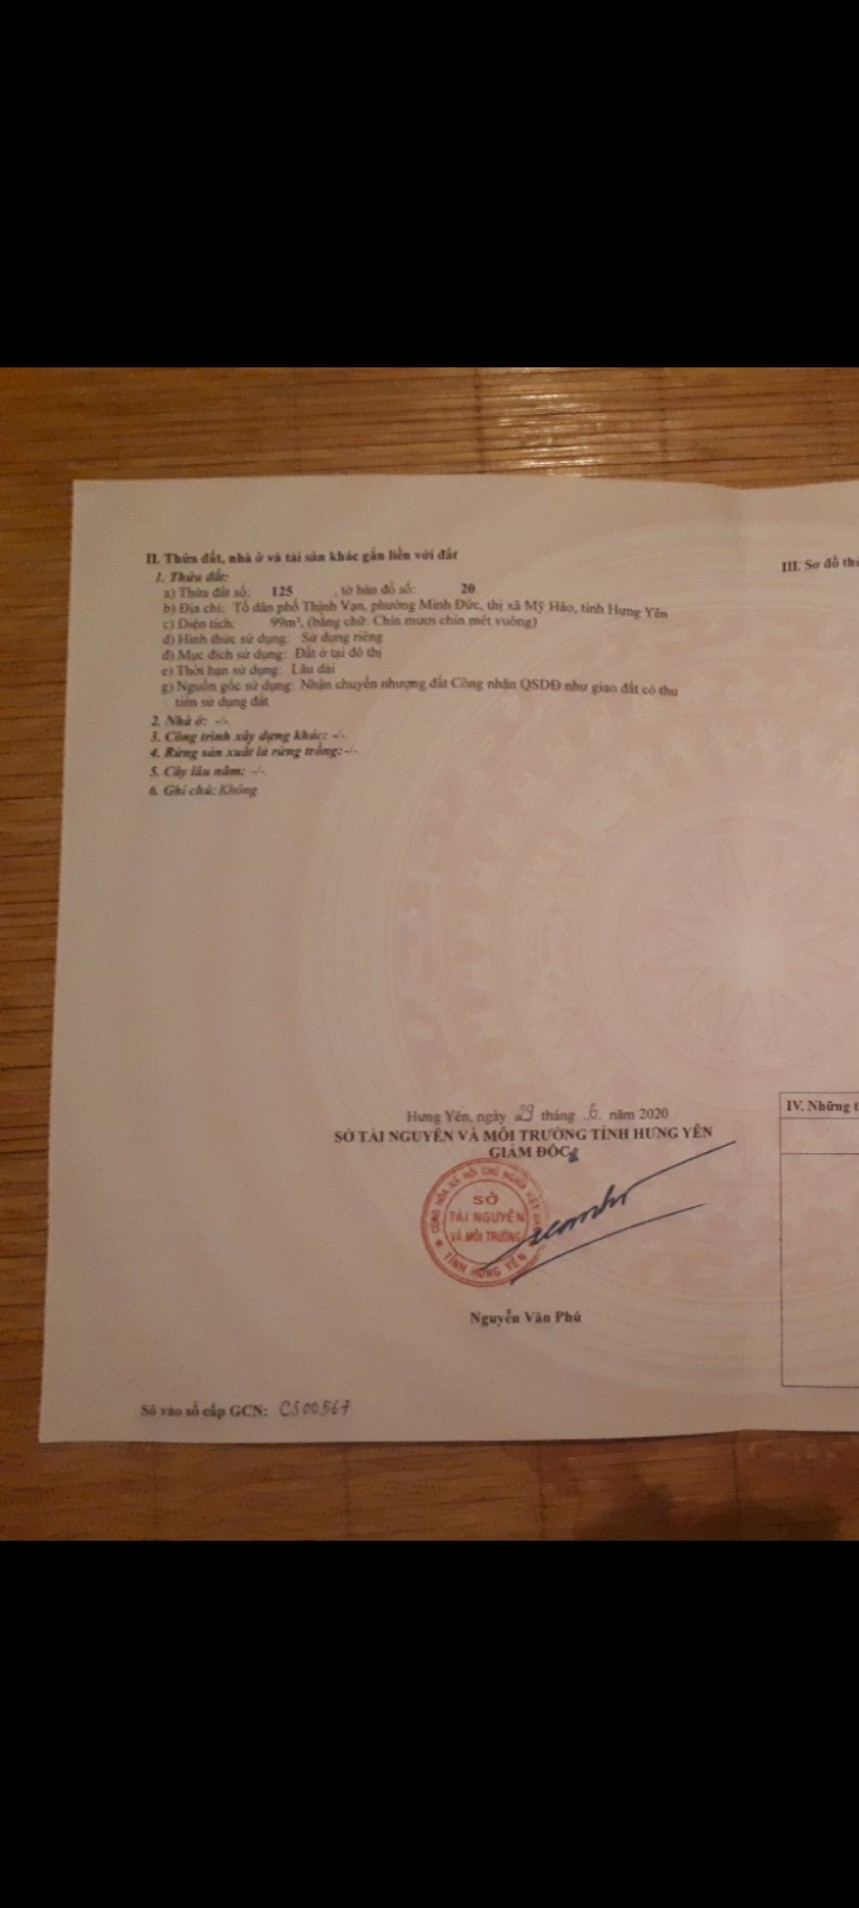 II. Thửa đất, nhà ở và tài sản khác gắn liền với đất
1. Thửa đất:
a) Thửa đất số: 125 , tờ bản đồ số: 20
b) Địa chỉ: Tổ dân phố Thịnh Vạn, phường Minh Đức, thị xã Mỹ Hào, tỉnh Hưng Yên
c) Diện tích: 99m², (bằng chữ: Chín mươi chín mét vuông)
d) Hình thức sử dụng: Sử dụng riêng
đ) Mục đích sử dụng: Đất ở tại đô thị
e) Thời hạn sử dụng: Lâu dài
g) Nguồn gốc sử dụng: Nhận chuyển nhượng đất Công nhận QSDĐ như giao đất có thu
tiền sử dụng đất
2. Nhà ở: -/-
3. Công trình xây dựng khác: -/-
4. Rừng sản xuất là rừng trồng: -/-
5. Cây lâu năm: -/-
6. Ghi chú: Không
III. Sơ đồ
Hưng Yên, ngày 29 tháng 6 năm 2020
SỞ TÀI NGUYÊN VÀ MÔI TRƯỜNG TỈNH HƯNG YÊN
GIÁM ĐỐC
CỘNG HÒA XÃ HỘI CHỦ NGHĨA VIỆT NAM
SỞ
TÀI NGUYÊN
VÀ MÔI TRƯỜNG
TỈNH HƯNG YÊN
Nguyễn Văn Phú
Số vào sổ cấp GCN: CS00567
IV. Những